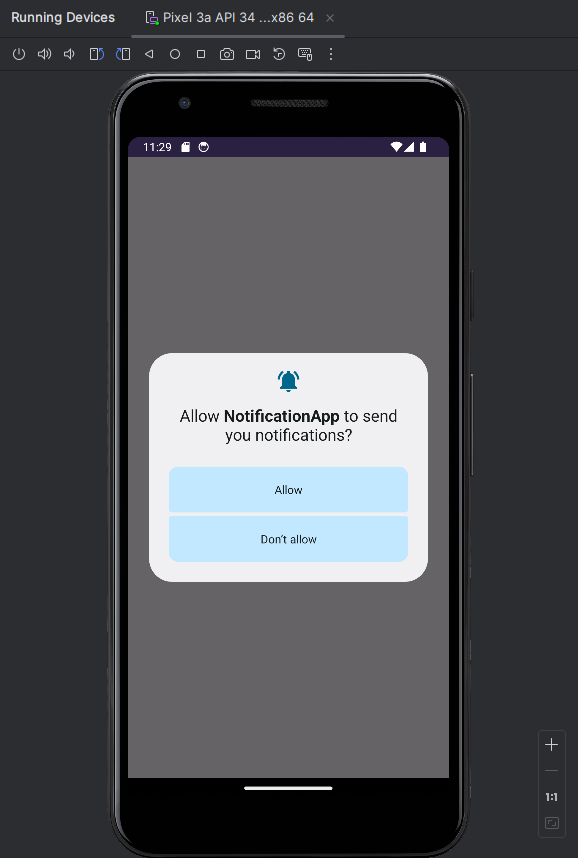 Running Devices
Pixel 3a API 34 ...x86 64
11:29
Allow NotificationApp to send
you notifications?
Allow
Don't allow
1:1